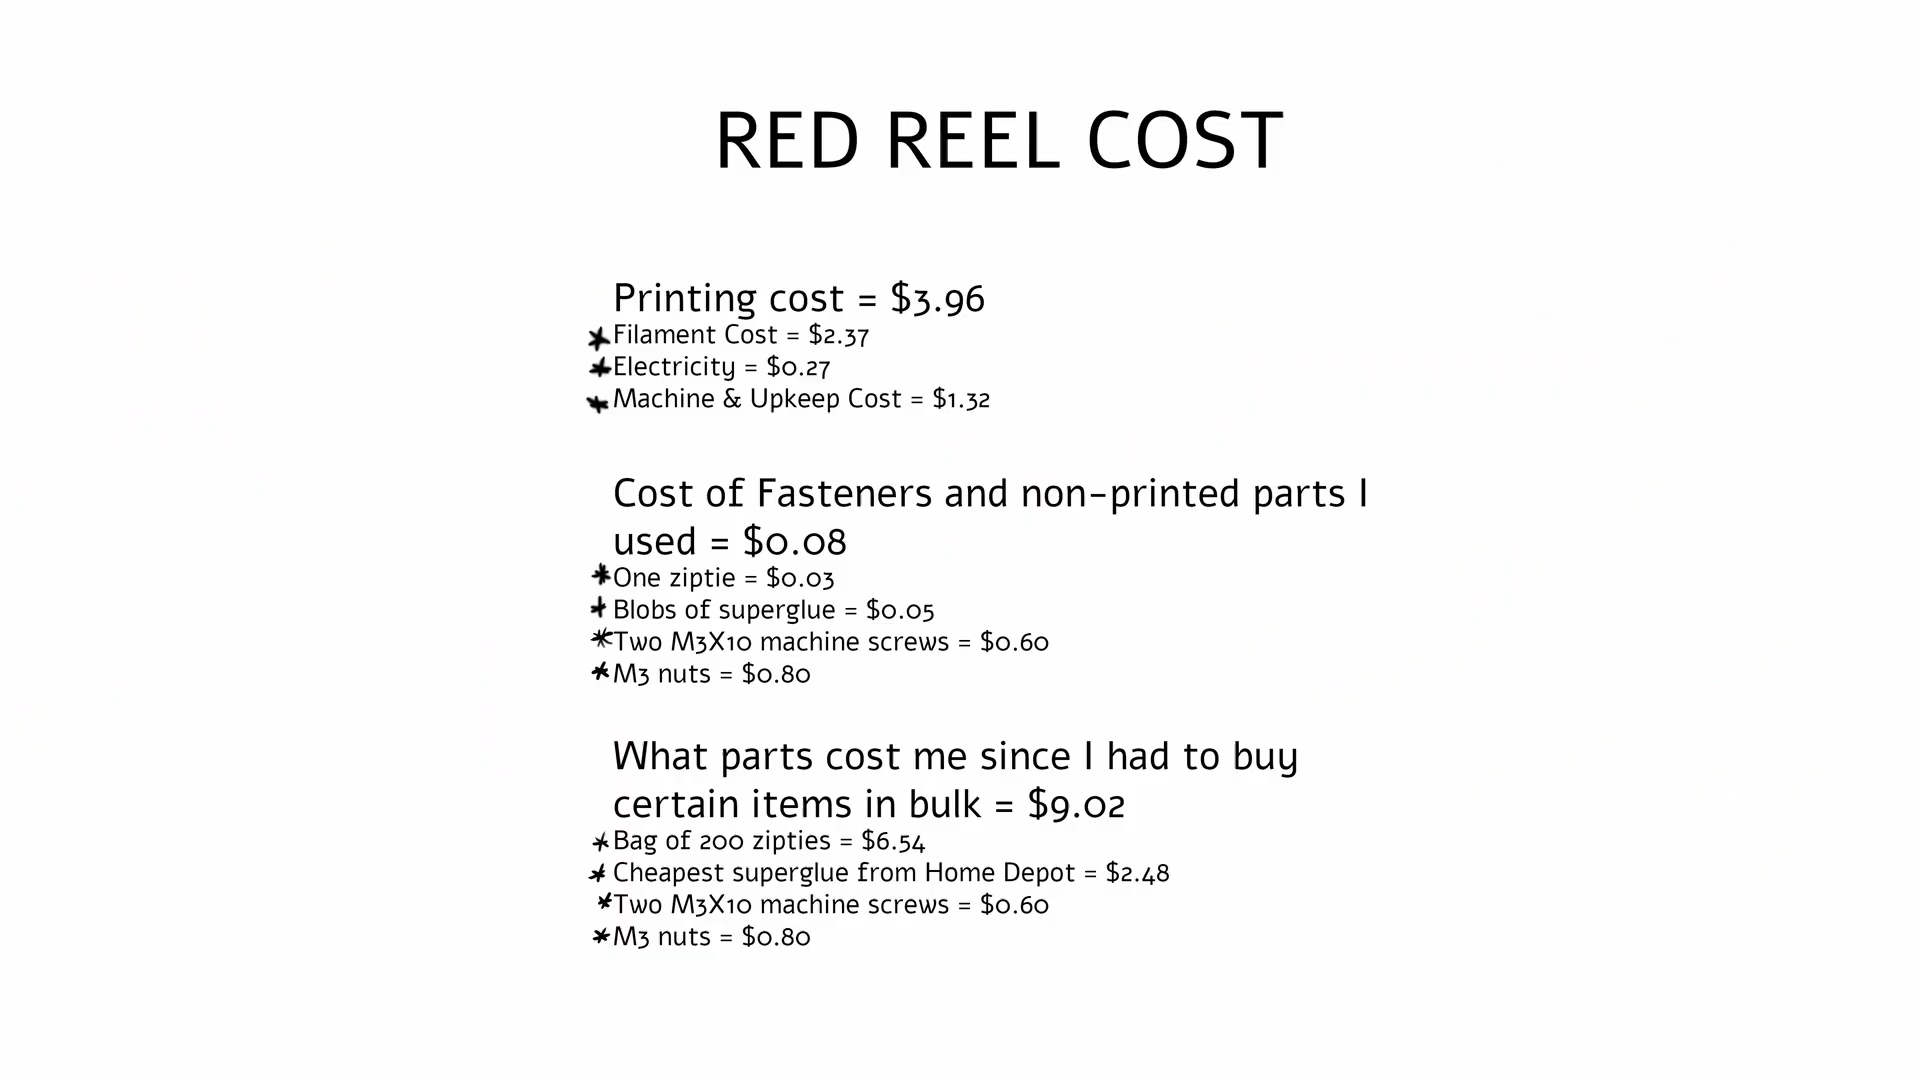 RED REEL COST
Printing cost = $3.96
*Filament Cost = $2.37
*Electricity = $0.27
*Machine & Upkeep Cost = $1.32
Cost of Fasteners and non-printed parts I
used = $0.08
*One ziptie = $0.03
*Blobs of superglue = $0.05
*Two M3X10 machine screws = $0.60
*M3 nuts = $0.80
What parts cost me since I had to buy
certain items in bulk = $9.02
*Bag of 200 zipties = $6.54
*Cheapest superglue from Home Depot = $2.48
*Two M3X10 machine screws = $0.60
*M3 nuts = $0.80